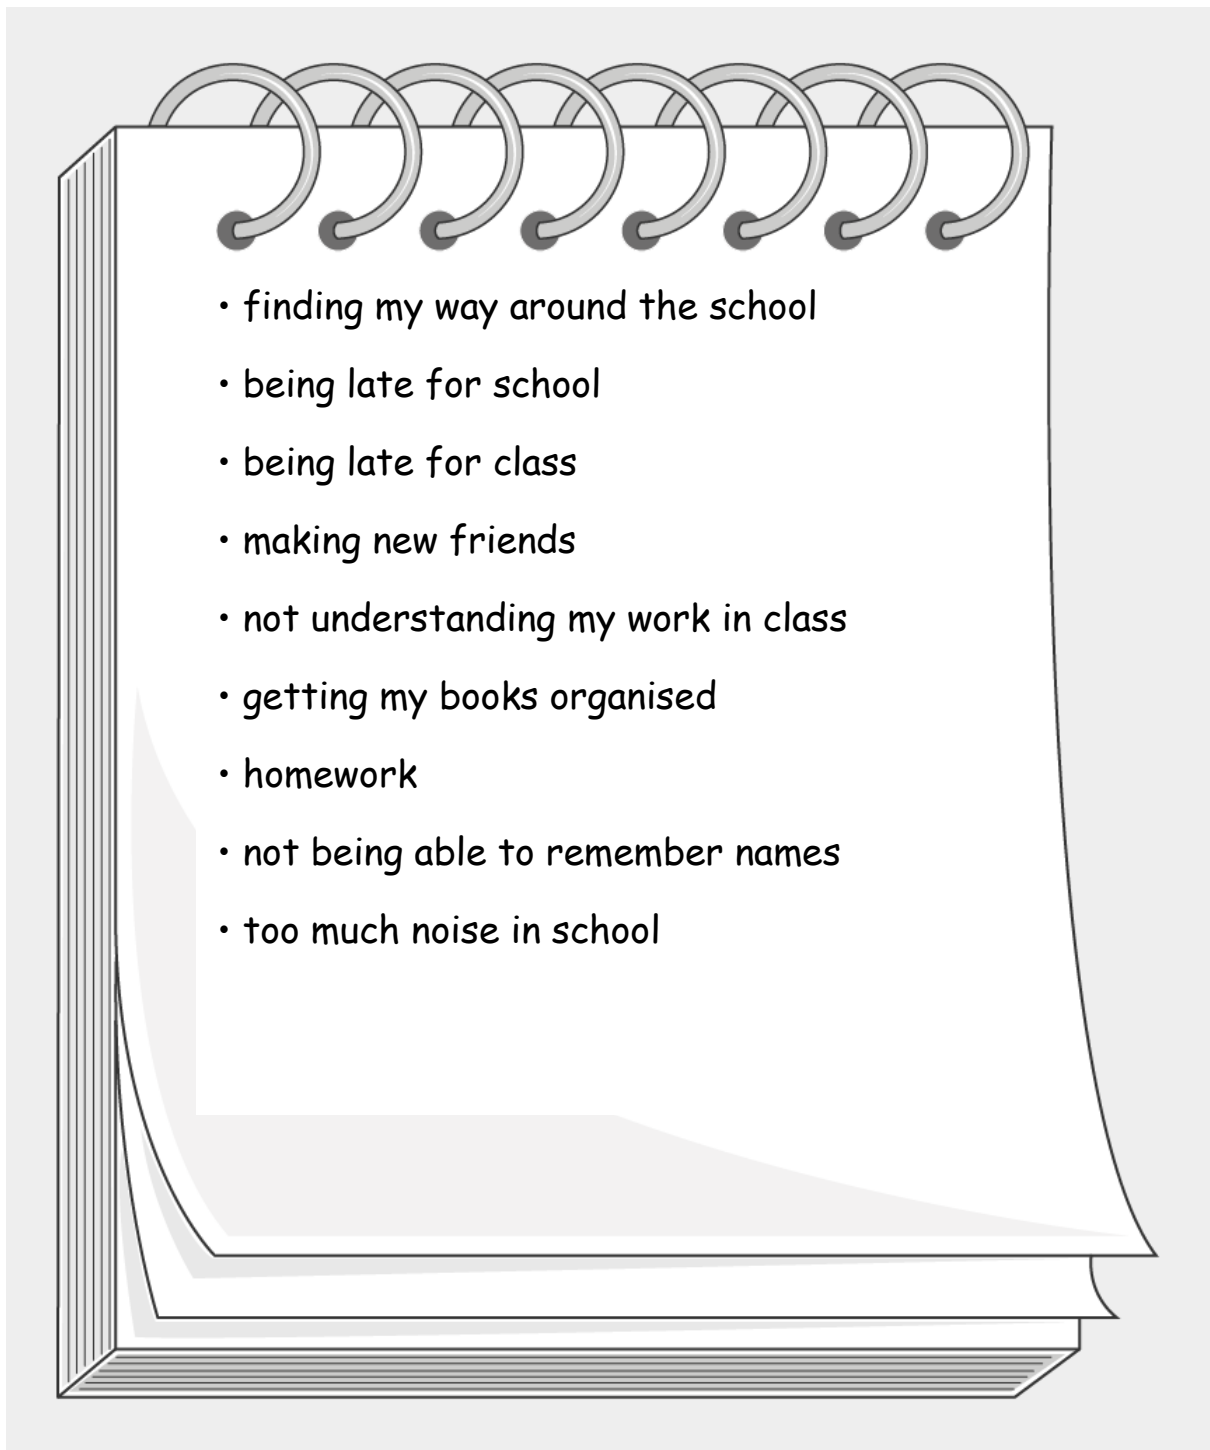 • finding my way around the school
• being late for school
• being late for class
• making new friends
• not understanding my work in class
• getting my books organised
• homework
• not being able to remember names
• too much noise in school